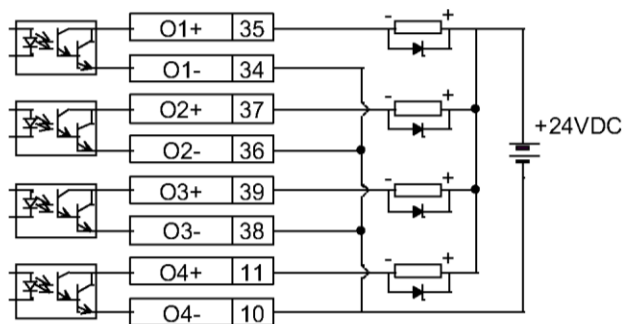 O1+ 35 - +
O1- 34
O2+ 37 - +
+24VDC
O2- 36
O3+ 39 - +
O3- 38
O4+ 11 - +
O4- 10